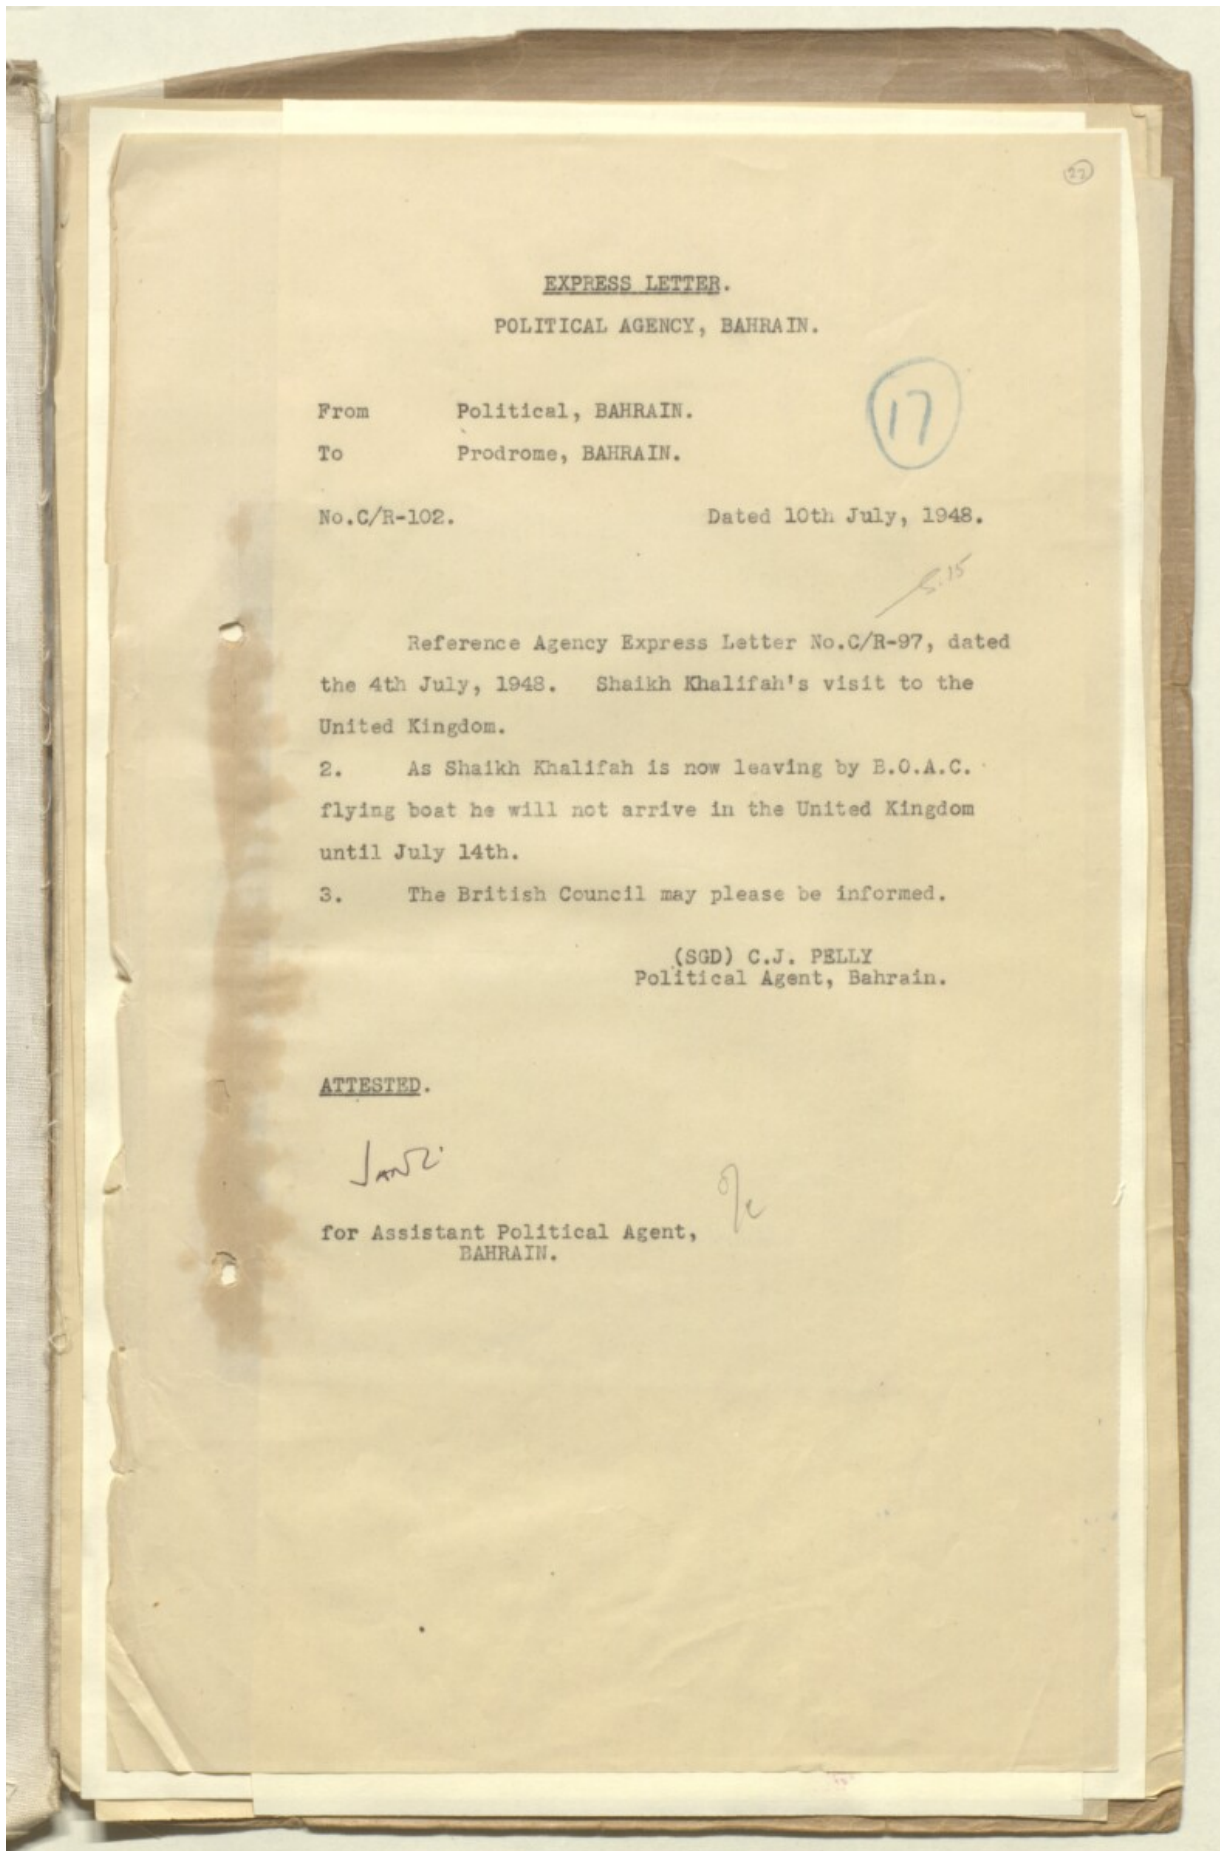 22
EXPRESS LETTER.
POLITICAL AGENCY, BAHRAIN.
17
From Political, BAHRAIN.
To Prodrome, BAHRAIN.
No.C/R-102. Dated 10th July, 1948.
S.15
Reference Agency Express Letter No.C/R-97, dated
the 4th July, 1948. Shaikh Khalifah's visit to the
United Kingdom.
2. As Shaikh Khalifah is now leaving by B.O.A.C.
flying boat he will not arrive in the United Kingdom
until July 14th.
3. The British Council may please be informed.
(SGD) C.J. PELLY
Political Agent, Bahrain.
ATTESTED.
for Assistant Political Agent,
BAHRAIN.